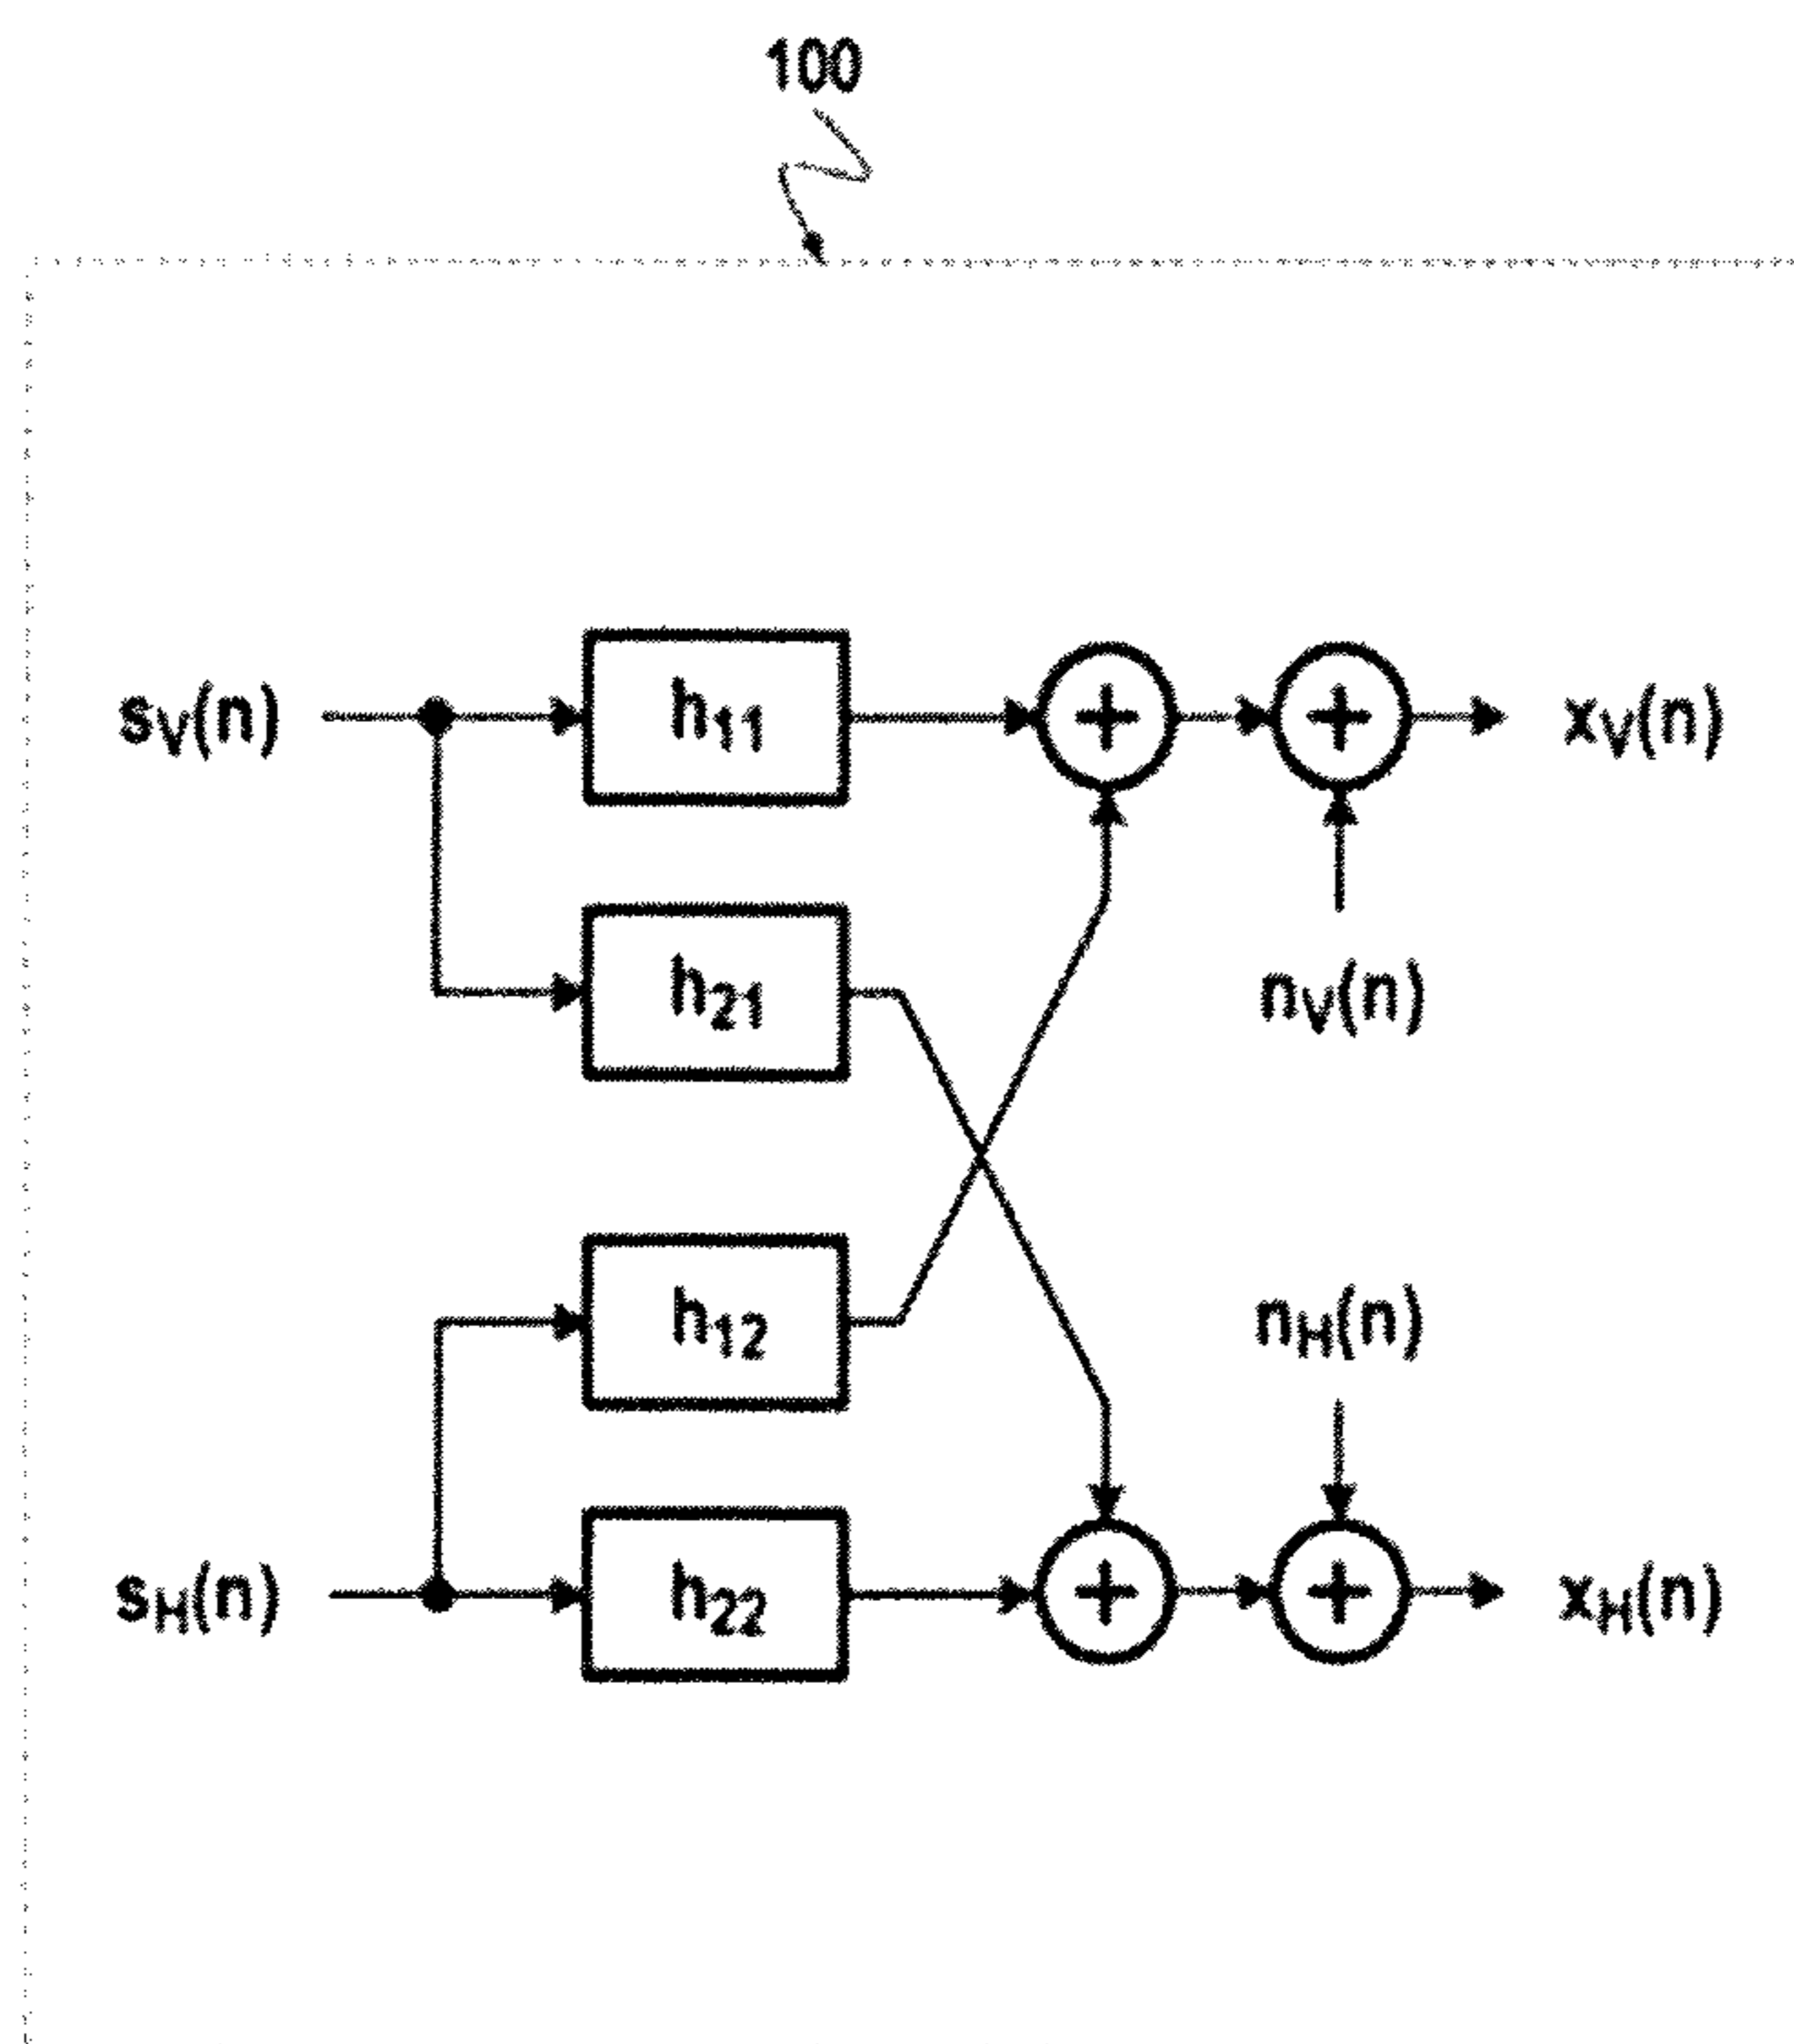 100
sV(n)
h11
+
+
xV(n)
h21
nV(n)
h12
nH(n)
sH(n)
h22
+
+
xH(n)